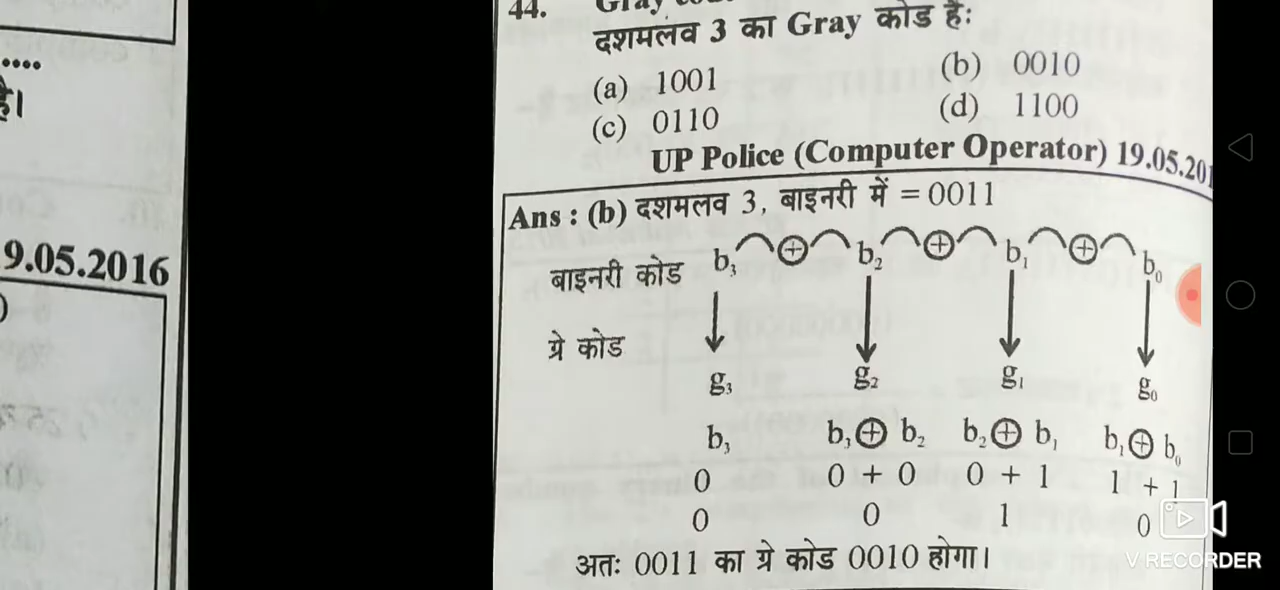 ....
है।
9.05.2016
44.
दशमलव 3 का Gray कोड है:
(a) 1001 (b) 0010
(c) 0110 (d) 1100
UP Police (Computer Operator) 19.05.201
Ans : (b) दशमलव 3, बाइनरी में = 0011
बाइनरी कोड b₃ ⊕ b₂ ⊕ b₁ ⊕ b₀
ग्रे कोड
g₃ g₂ g₁ g₀
b₃ b₃⊕ b₂ b₂⊕ b₁ b₁⊕ b₀
0 0 + 0 0 + 1 1 + 1
0 0 1 0
अतः 0011 का ग्रे कोड 0010 होगा।
V RECORDER